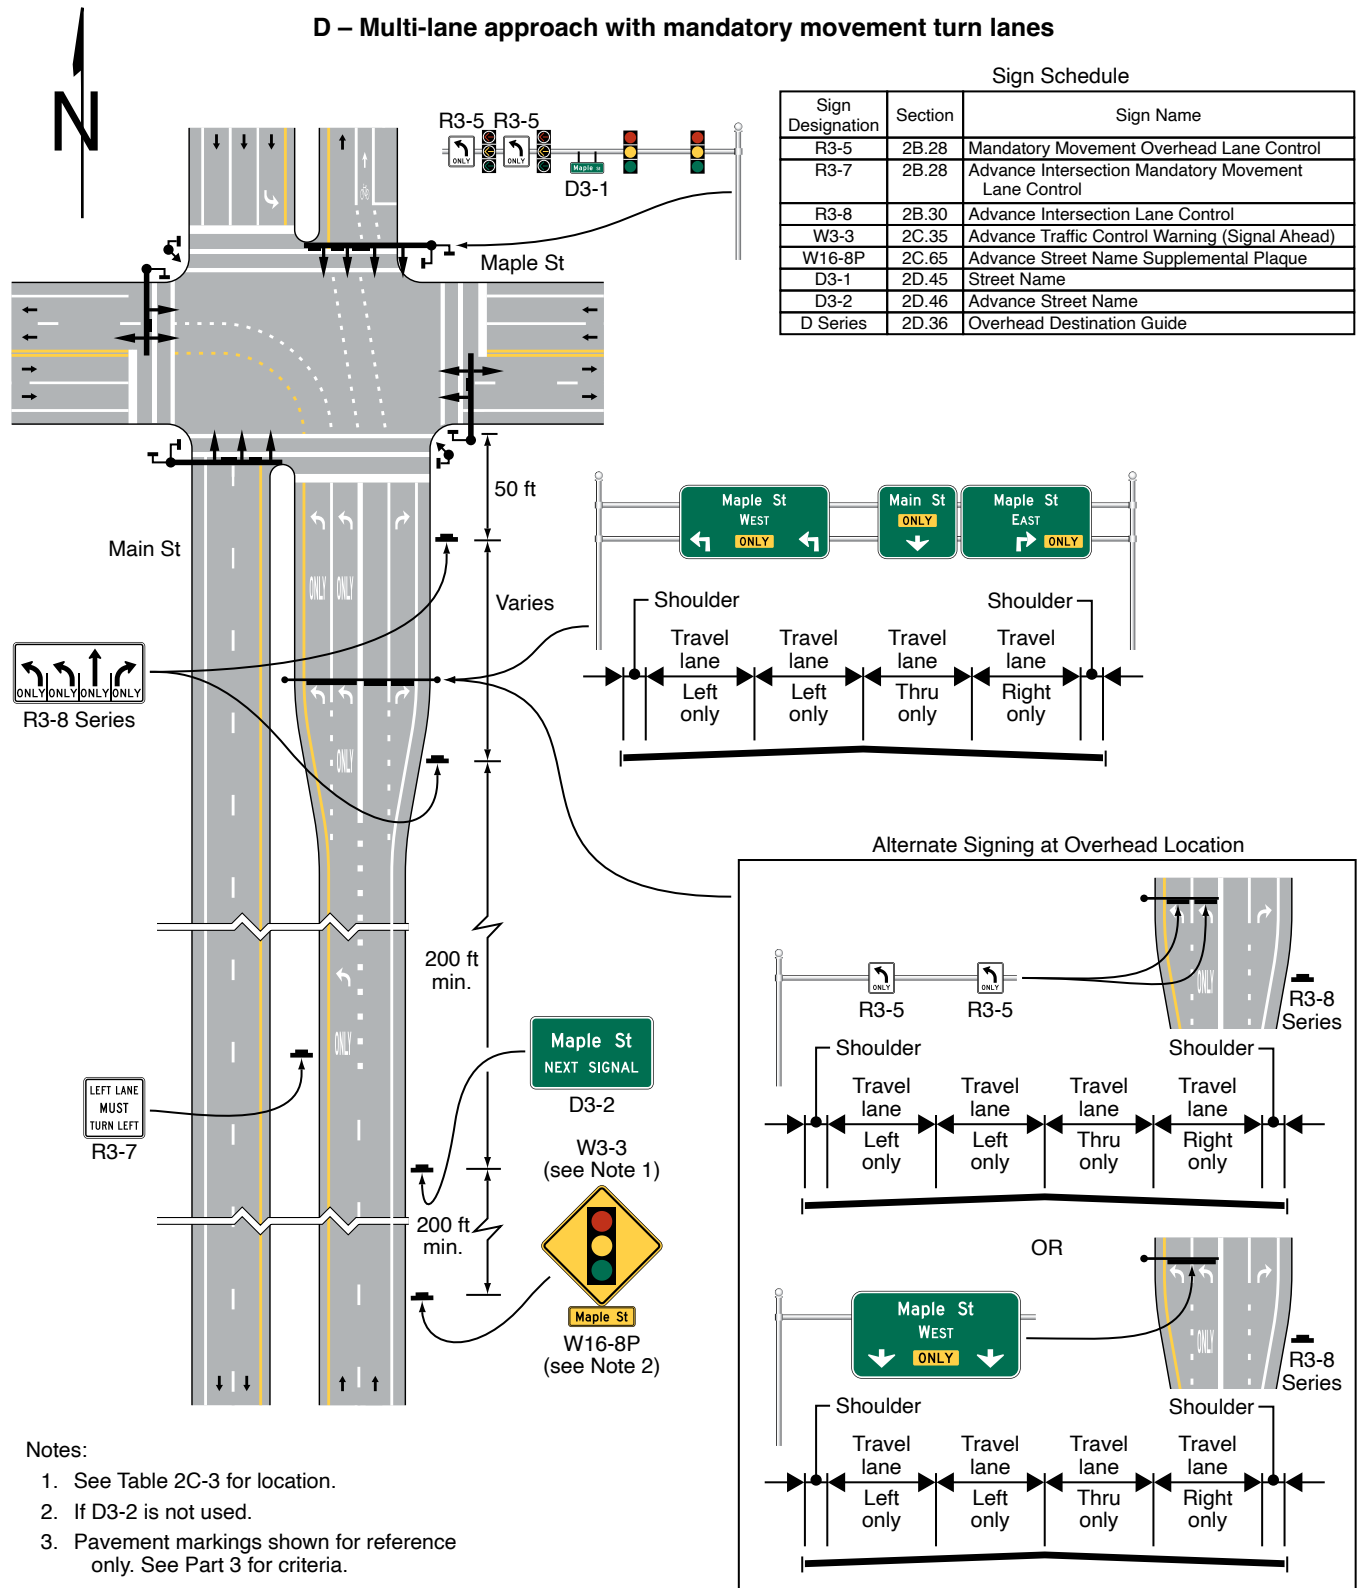 D – Multi-lane approach with mandatory movement turn lanes
N
Sign Schedule
Sign Designation Section Sign Name
R3-5 2B.28 Mandatory Movement Overhead Lane Control
R3-7 2B.28 Advance Intersection Mandatory Movement
Lane Control
R3-8 2B.30 Advance Intersection Lane Control
W3-3 2C.35 Advance Traffic Control Warning (Signal Ahead)
W16-8P 2C.65 Advance Street Name Supplemental Plaque
D3-1 2D.45 Street Name
D3-2 2D.46 Advance Street Name
D Series 2D.36 Overhead Destination Guide
R3-5 R3-5
ONLY ONLY
Maple St
D3-1
Maple St
50 ft
Main St
Varies
ONLY ONLY
Maple St
WEST
ONLY
Main St
ONLY
Maple St
EAST
ONLY
Shoulder Shoulder
Travel lane
Left only
Travel lane
Left only
Travel lane
Thru only
Travel lane
Right only
ONLY ONLY ONLY ONLY
R3-8 Series
ONLY
200 ft
min.
ONLY
LEFT LANE
MUST
TURN LEFT
R3-7
Maple St
NEXT SIGNAL
D3-2
W3-3
(see Note 1)
200 ft
min.
Maple St
W16-8P
(see Note 2)
Alternate Signing at Overhead Location
ONLY
ONLY
R3-5
R3-5
ONLY
R3-8
Series
Shoulder Shoulder
Travel lane
Left only
Travel lane
Left only
Travel lane
Thru only
Travel lane
Right only
OR
Maple St
WEST
ONLY
ONLY
R3-8
Series
Shoulder Shoulder
Travel lane
Left only
Travel lane
Left only
Travel lane
Thru only
Travel lane
Right only
Notes:
1. See Table 2C-3 for location.
2. If D3-2 is not used.
3. Pavement markings shown for reference
only. See Part 3 for criteria.